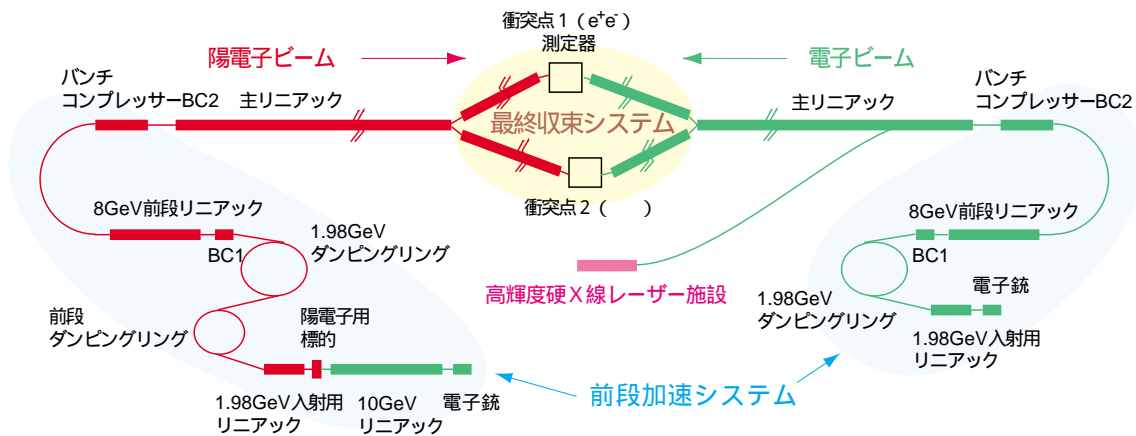 衝突点1（e⁺e⁻）
測定器
陽電子ビーム
電子ビーム
バンチ
コンプレッサーBC2
主リニアック
主リニアック
バンチ
コンプレッサーBC2
最終収束システム
衝突点2（　　）
8GeV前段リニアック
BC1
1.98GeV
ダンピングリング
8GeV前段リニアック
BC1
高輝度硬X線レーザー施設
1.98GeV
ダンピングリング
電子銃
1.98GeV入射用
リニアック
前段
ダンピングリング
陽電子用
標的
1.98GeV入射用
リニアック
10GeV
リニアック
電子銃
前段加速システム